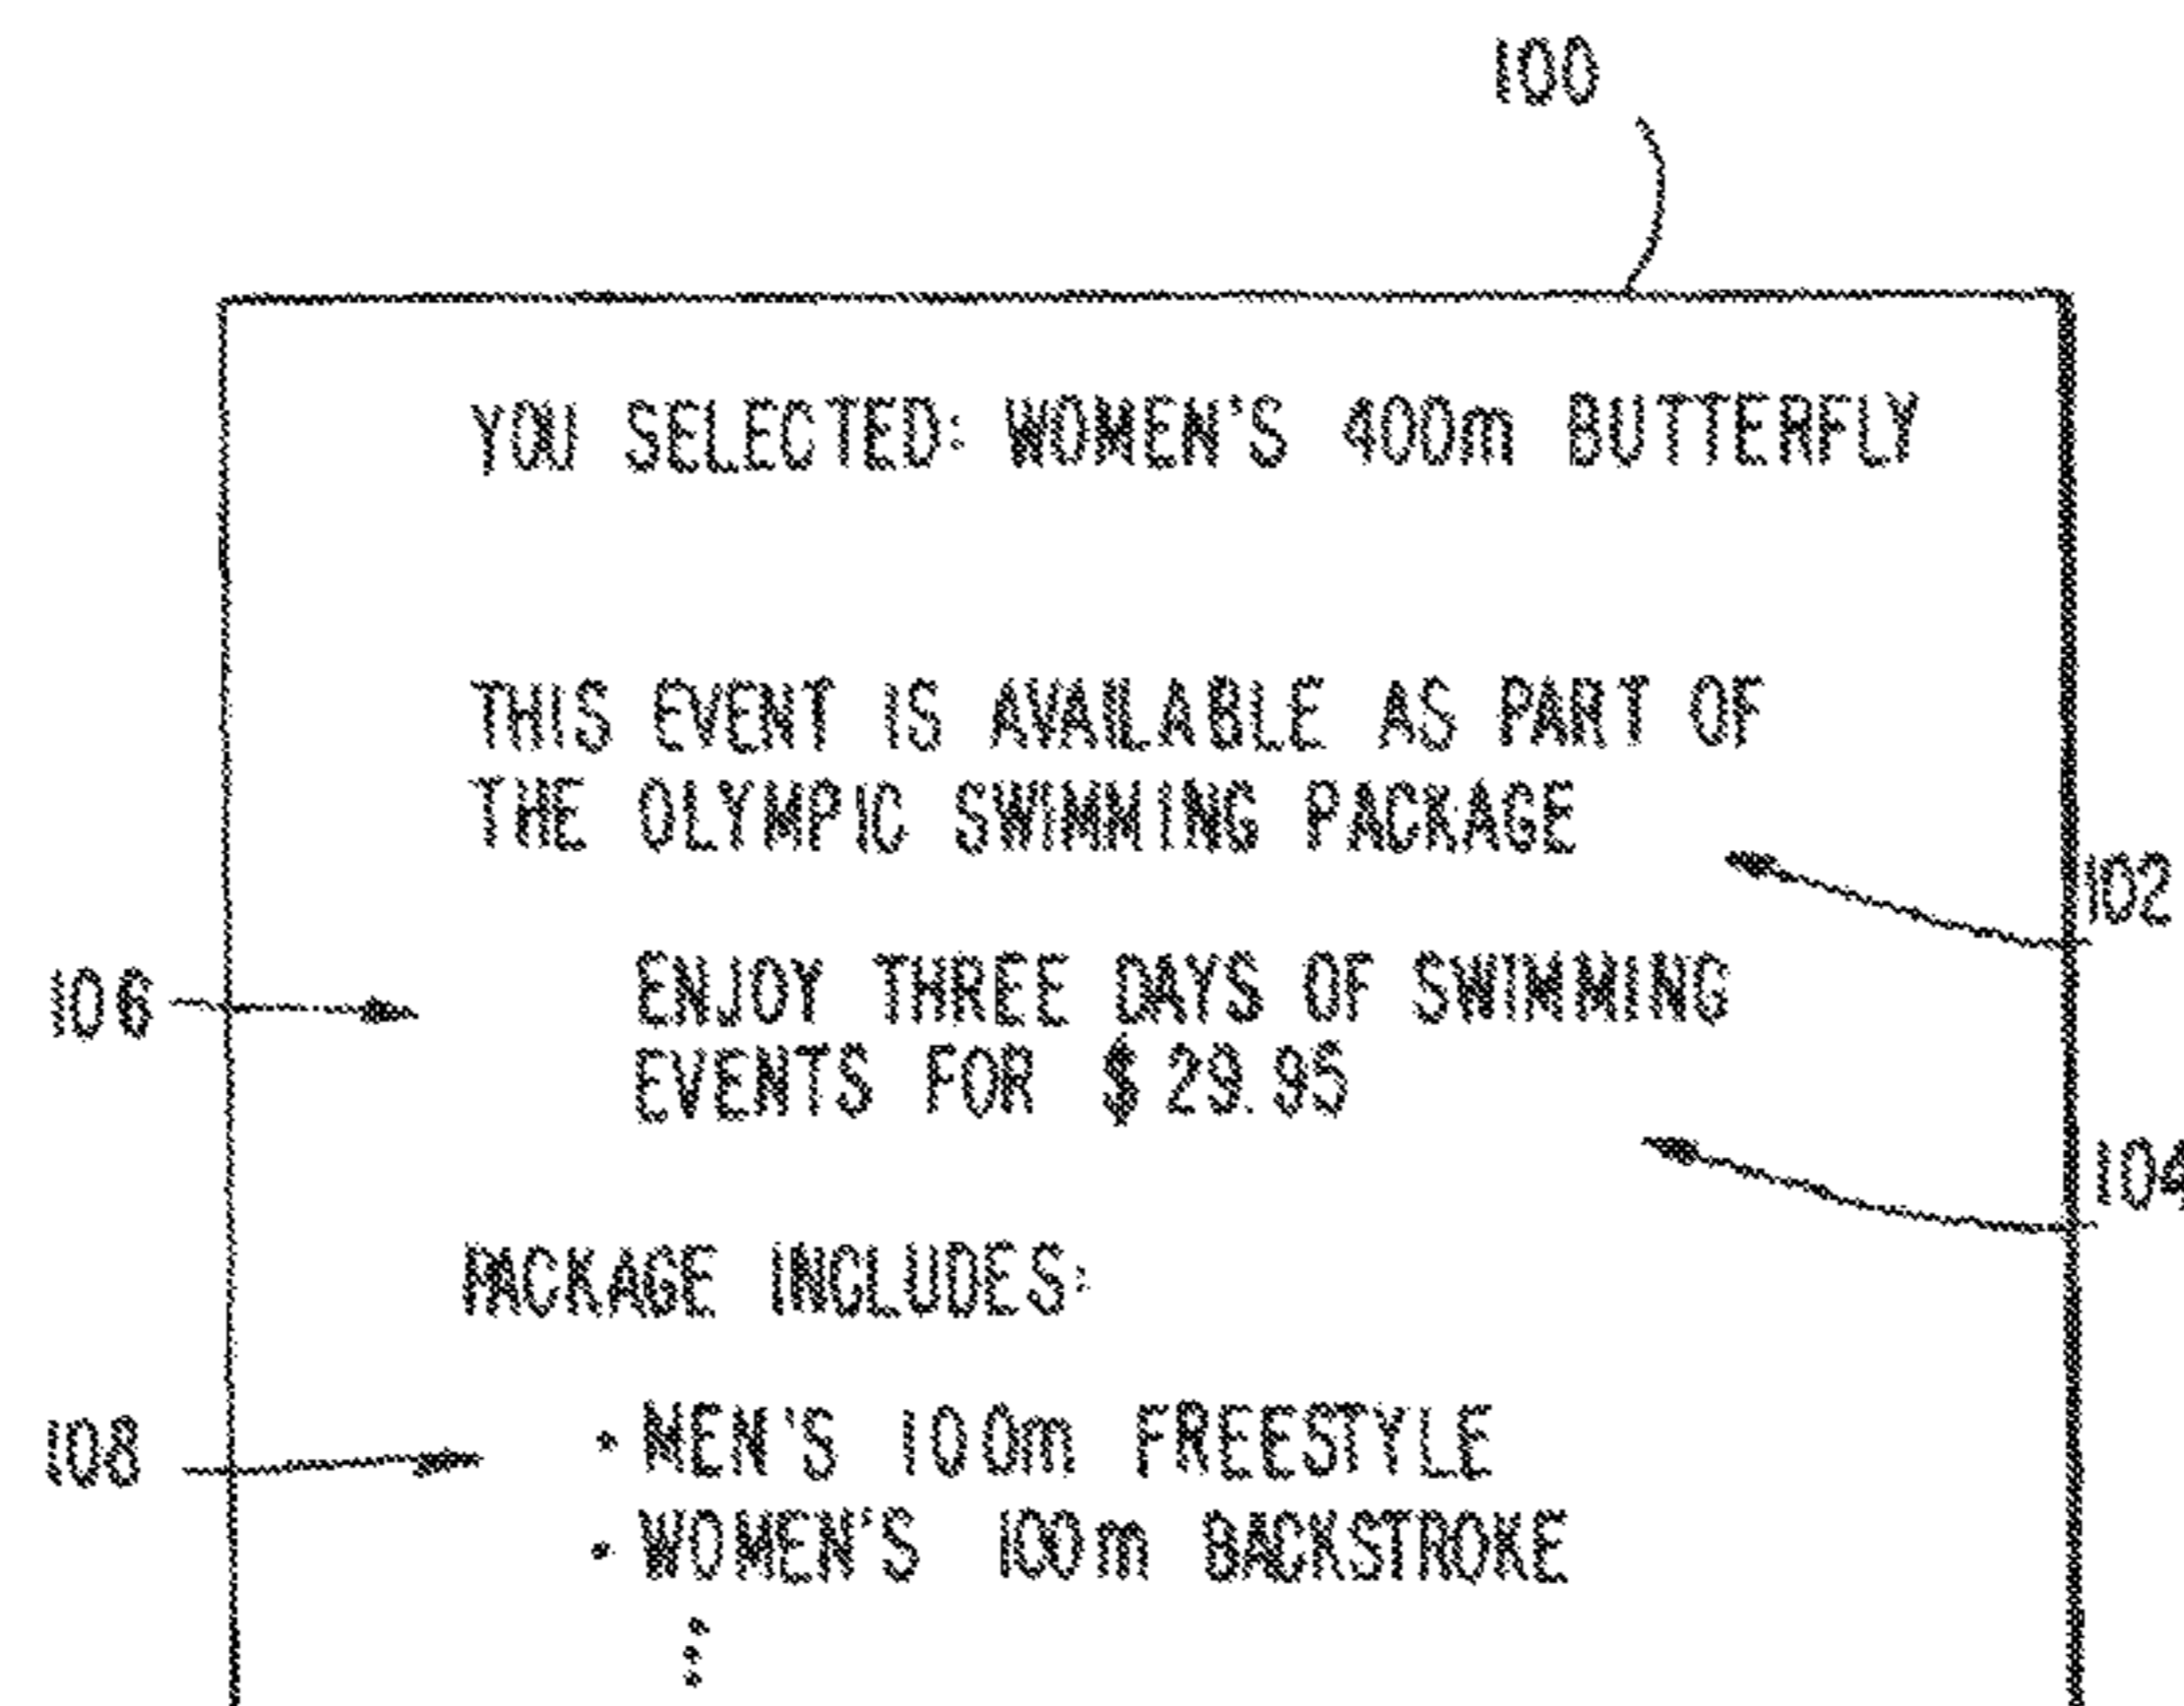 100
YOU SELECTED: WOMEN'S 400m BUTTERFLY
THIS EVENT IS AVAILABLE AS PART OF
THE OLYMPIC SWIMMING PACKAGE
102
106
ENJOY THREE DAYS OF SWIMMING
EVENTS FOR $29.95
104
PACKAGE INCLUDES:
108
• MEN'S 100m FREESTYLE
• WOMEN'S 100m BACKSTROKE